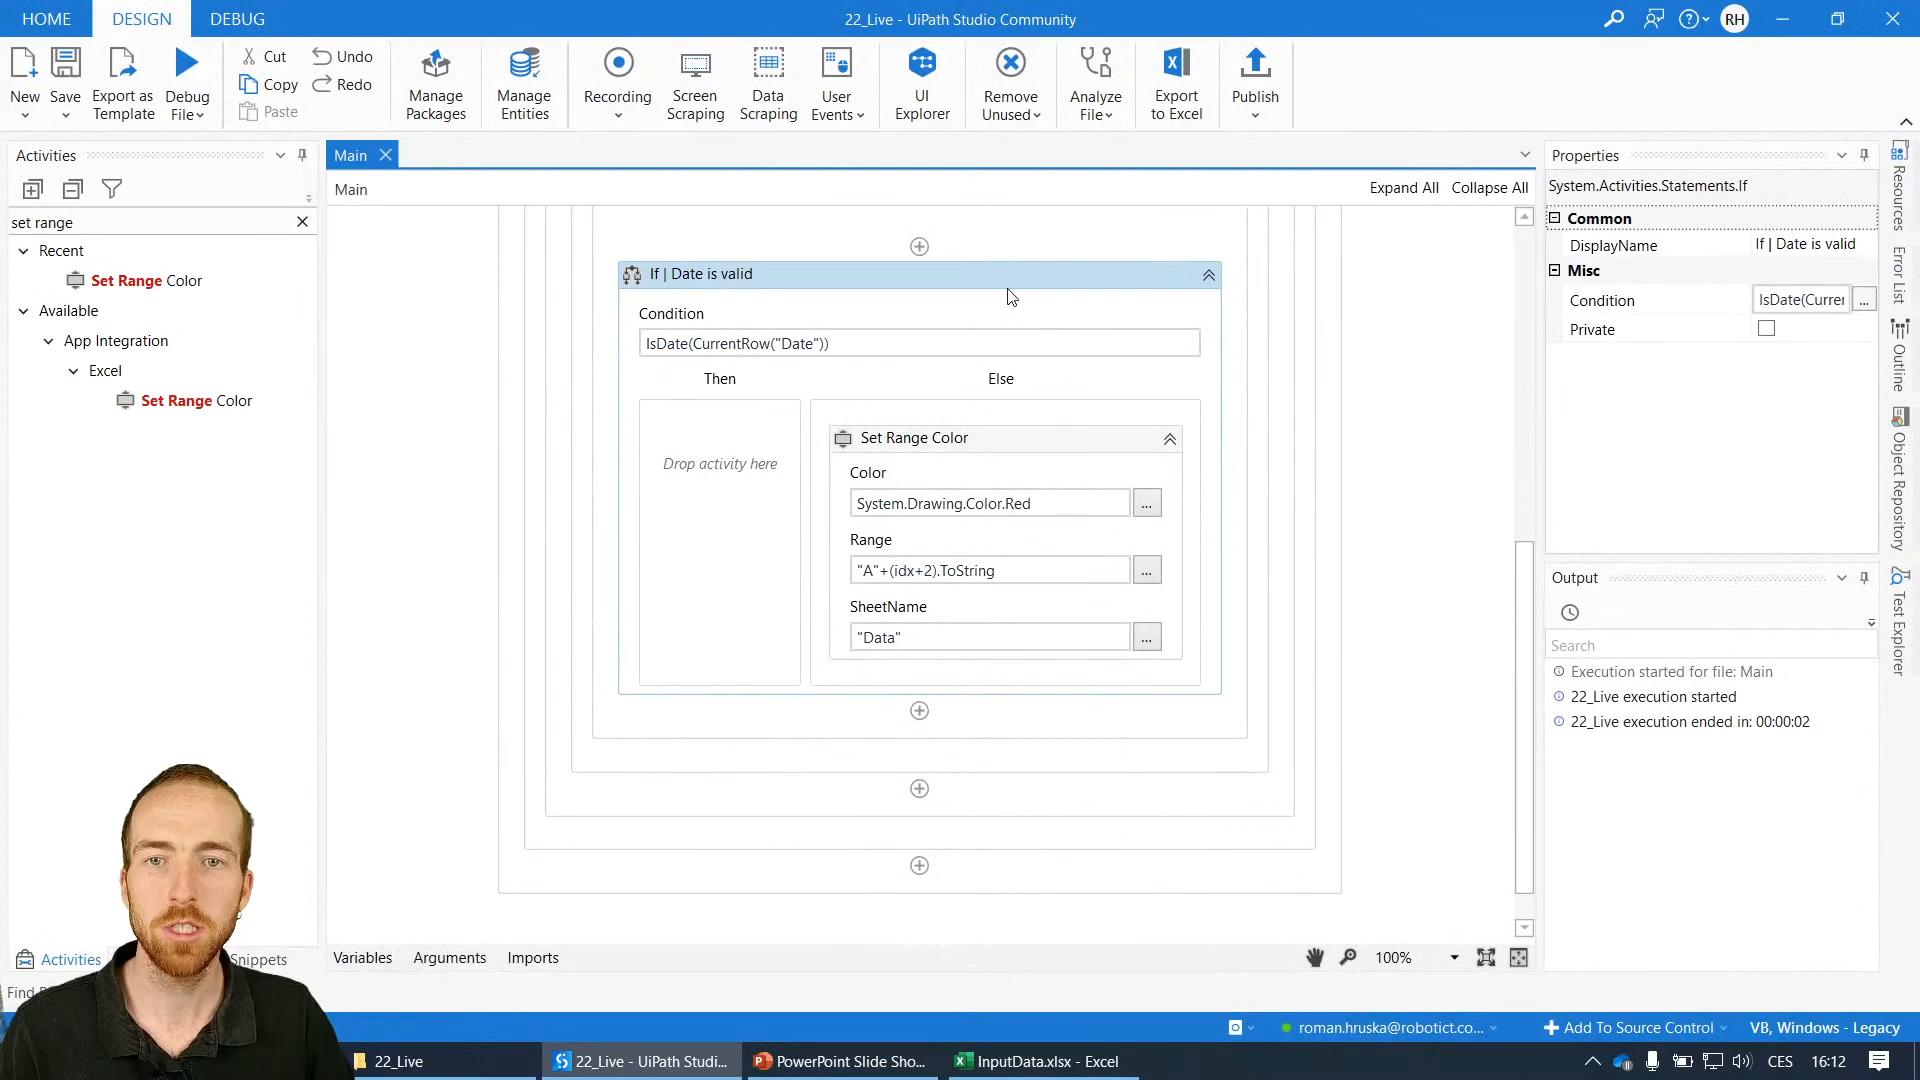 HOME
DESIGN
DEBUG
22_Live - UiPath Studio Community
RH
New
Save
Export as
Template
Debug
File
Cut
Copy
Paste
Undo
Redo
Manage
Packages
Manage
Entities
Recording
Screen
Scraping
Data
Scraping
User
Events
UI
Explorer
Remove
Unused
Analyze
File
Export
to Excel
Publish
Activities
set range
Recent
Set Range Color
Available
App Integration
Excel
Set Range Color
Activities
Snippets
Main
Main
Expand All
Collapse All
If | Date is valid
Condition
IsDate(CurrentRow("Date"))
Then
Else
Drop activity here
Set Range Color
Color
System.Drawing.Color.Red
...
Range
"A"+(idx+2).ToString
...
SheetName
"Data"
...
Variables
Arguments
Imports
100%
Properties
System.Activities.Statements.If
Common
DisplayName
If | Date is valid
Misc
Condition
IsDate(Currer
...
Private
Output
Search
Execution started for file: Main
22_Live execution started
22_Live execution ended in: 00:00:02
Resources
Error List
Outline
Object Repository
Test Explorer
roman.hruska@robotict.co...
Add To Source Control
VB, Windows - Legacy
22_Live
22_Live - UiPath Studi...
PowerPoint Slide Sho...
InputData.xlsx - Excel
CES
16:12